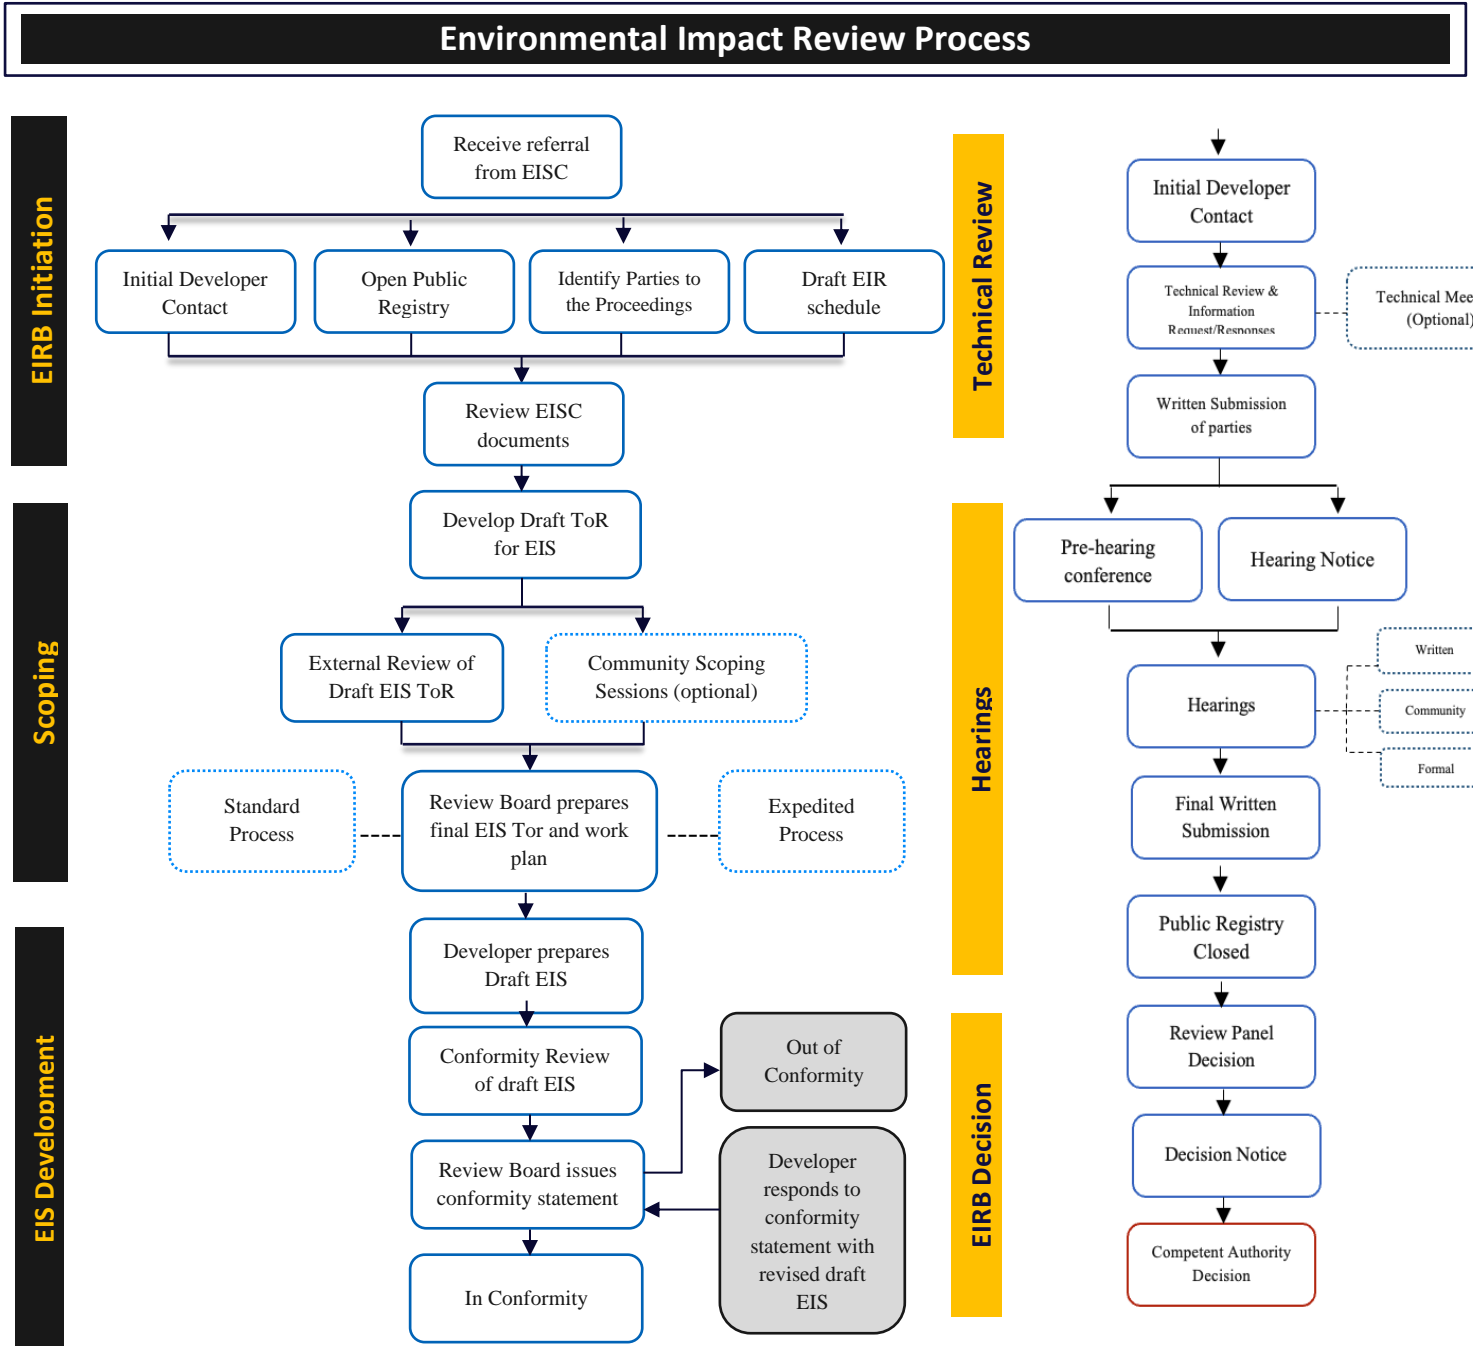 Environmental Impact Review Process
EIRB Initiation
Receive referral
from EISC
Initial Developer
Contact
Open Public
Registry
Identify Parties to
the Proceedings
Draft EIR
schedule
Review EISC
documents
Scoping
Develop Draft ToR
for EIS
External Review of
Draft EIS ToR
Community Scoping
Sessions (optional)
Standard
Process
Review Board prepares
final EIS Tor and work
plan
Expedited
Process
EIS Development
Developer prepares
Draft EIS
Conformity Review
of draft EIS
Out of
Conformity
Review Board issues
conformity statement
Developer
responds to
conformity
statement with
revised draft
EIS
In Conformity
Technical Review
Initial Developer
Contact
Technical Review &
Information
Request/Responses
Technical Mee
(Optional)
Written Submission
of parties
Hearings
Pre-hearing
conference
Hearing Notice
Hearings
Written
Community
Formal
Final Written
Submission
Public Registry
Closed
EIRB Decision
Review Panel
Decision
Decision Notice
Competent Authority
Decision